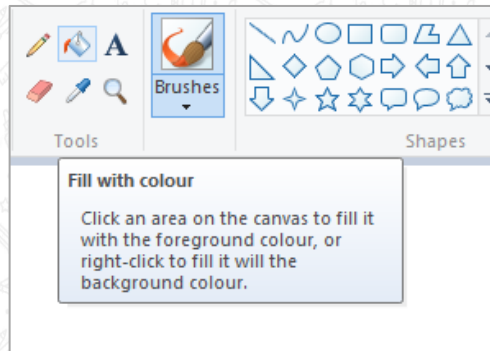 A
Brushes
Tools
Shapes
Fill with colour
Click an area on the canvas to fill it
with the foreground colour, or
right-click to fill it will the
background colour.